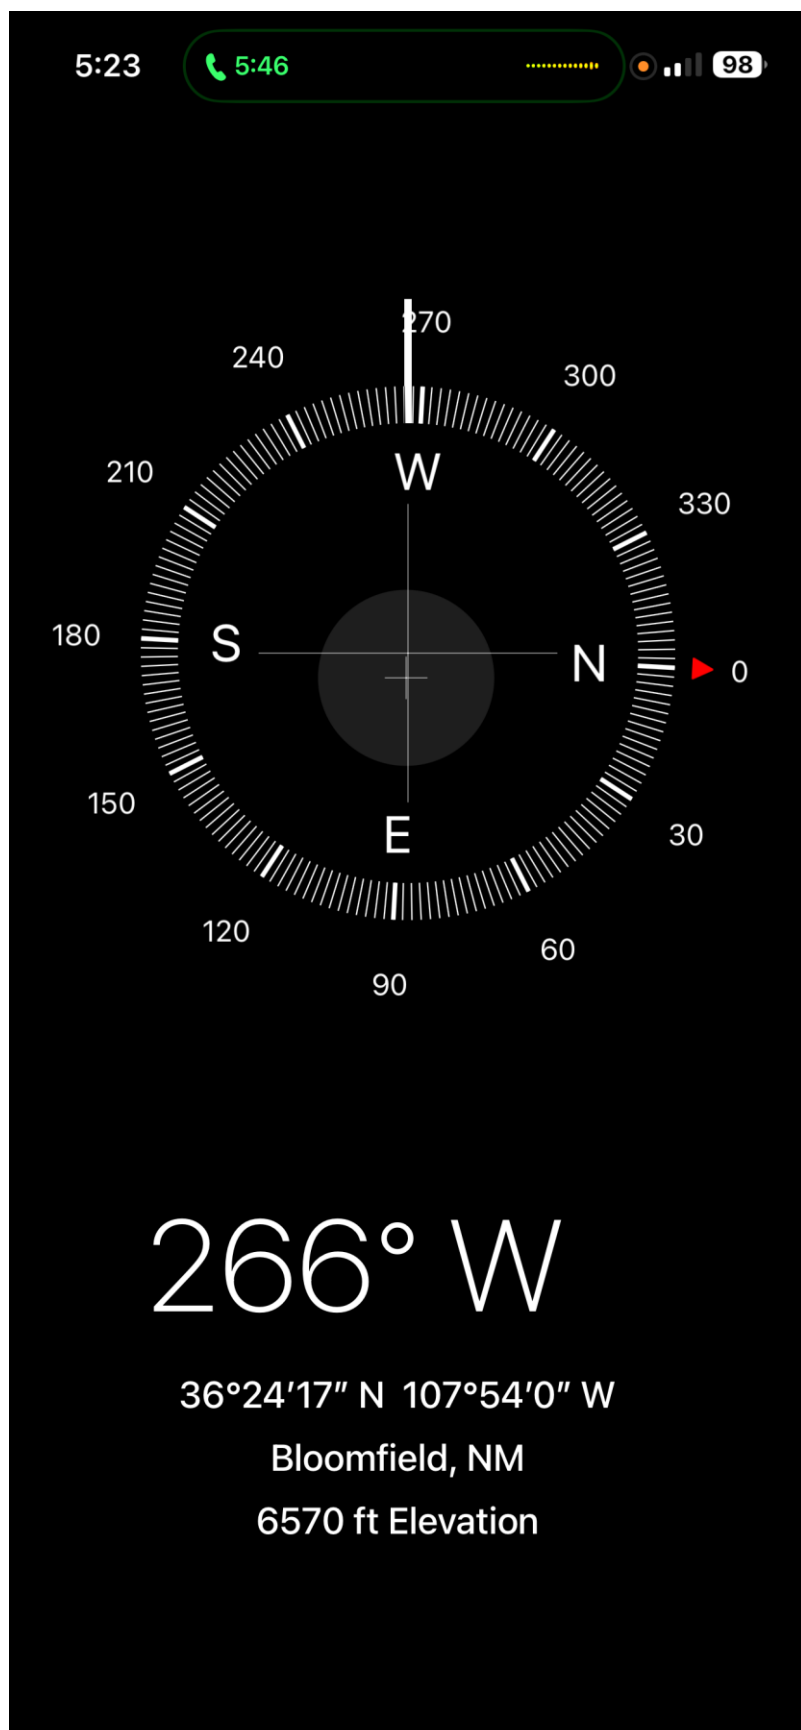 5:23 5:46 98
270
240 300
210 330
W
180 S N 0
150 30
E
120 60
90
266° W
36°24′17″ N 107°54′0″ W
Bloomfield, NM
6570 ft Elevation